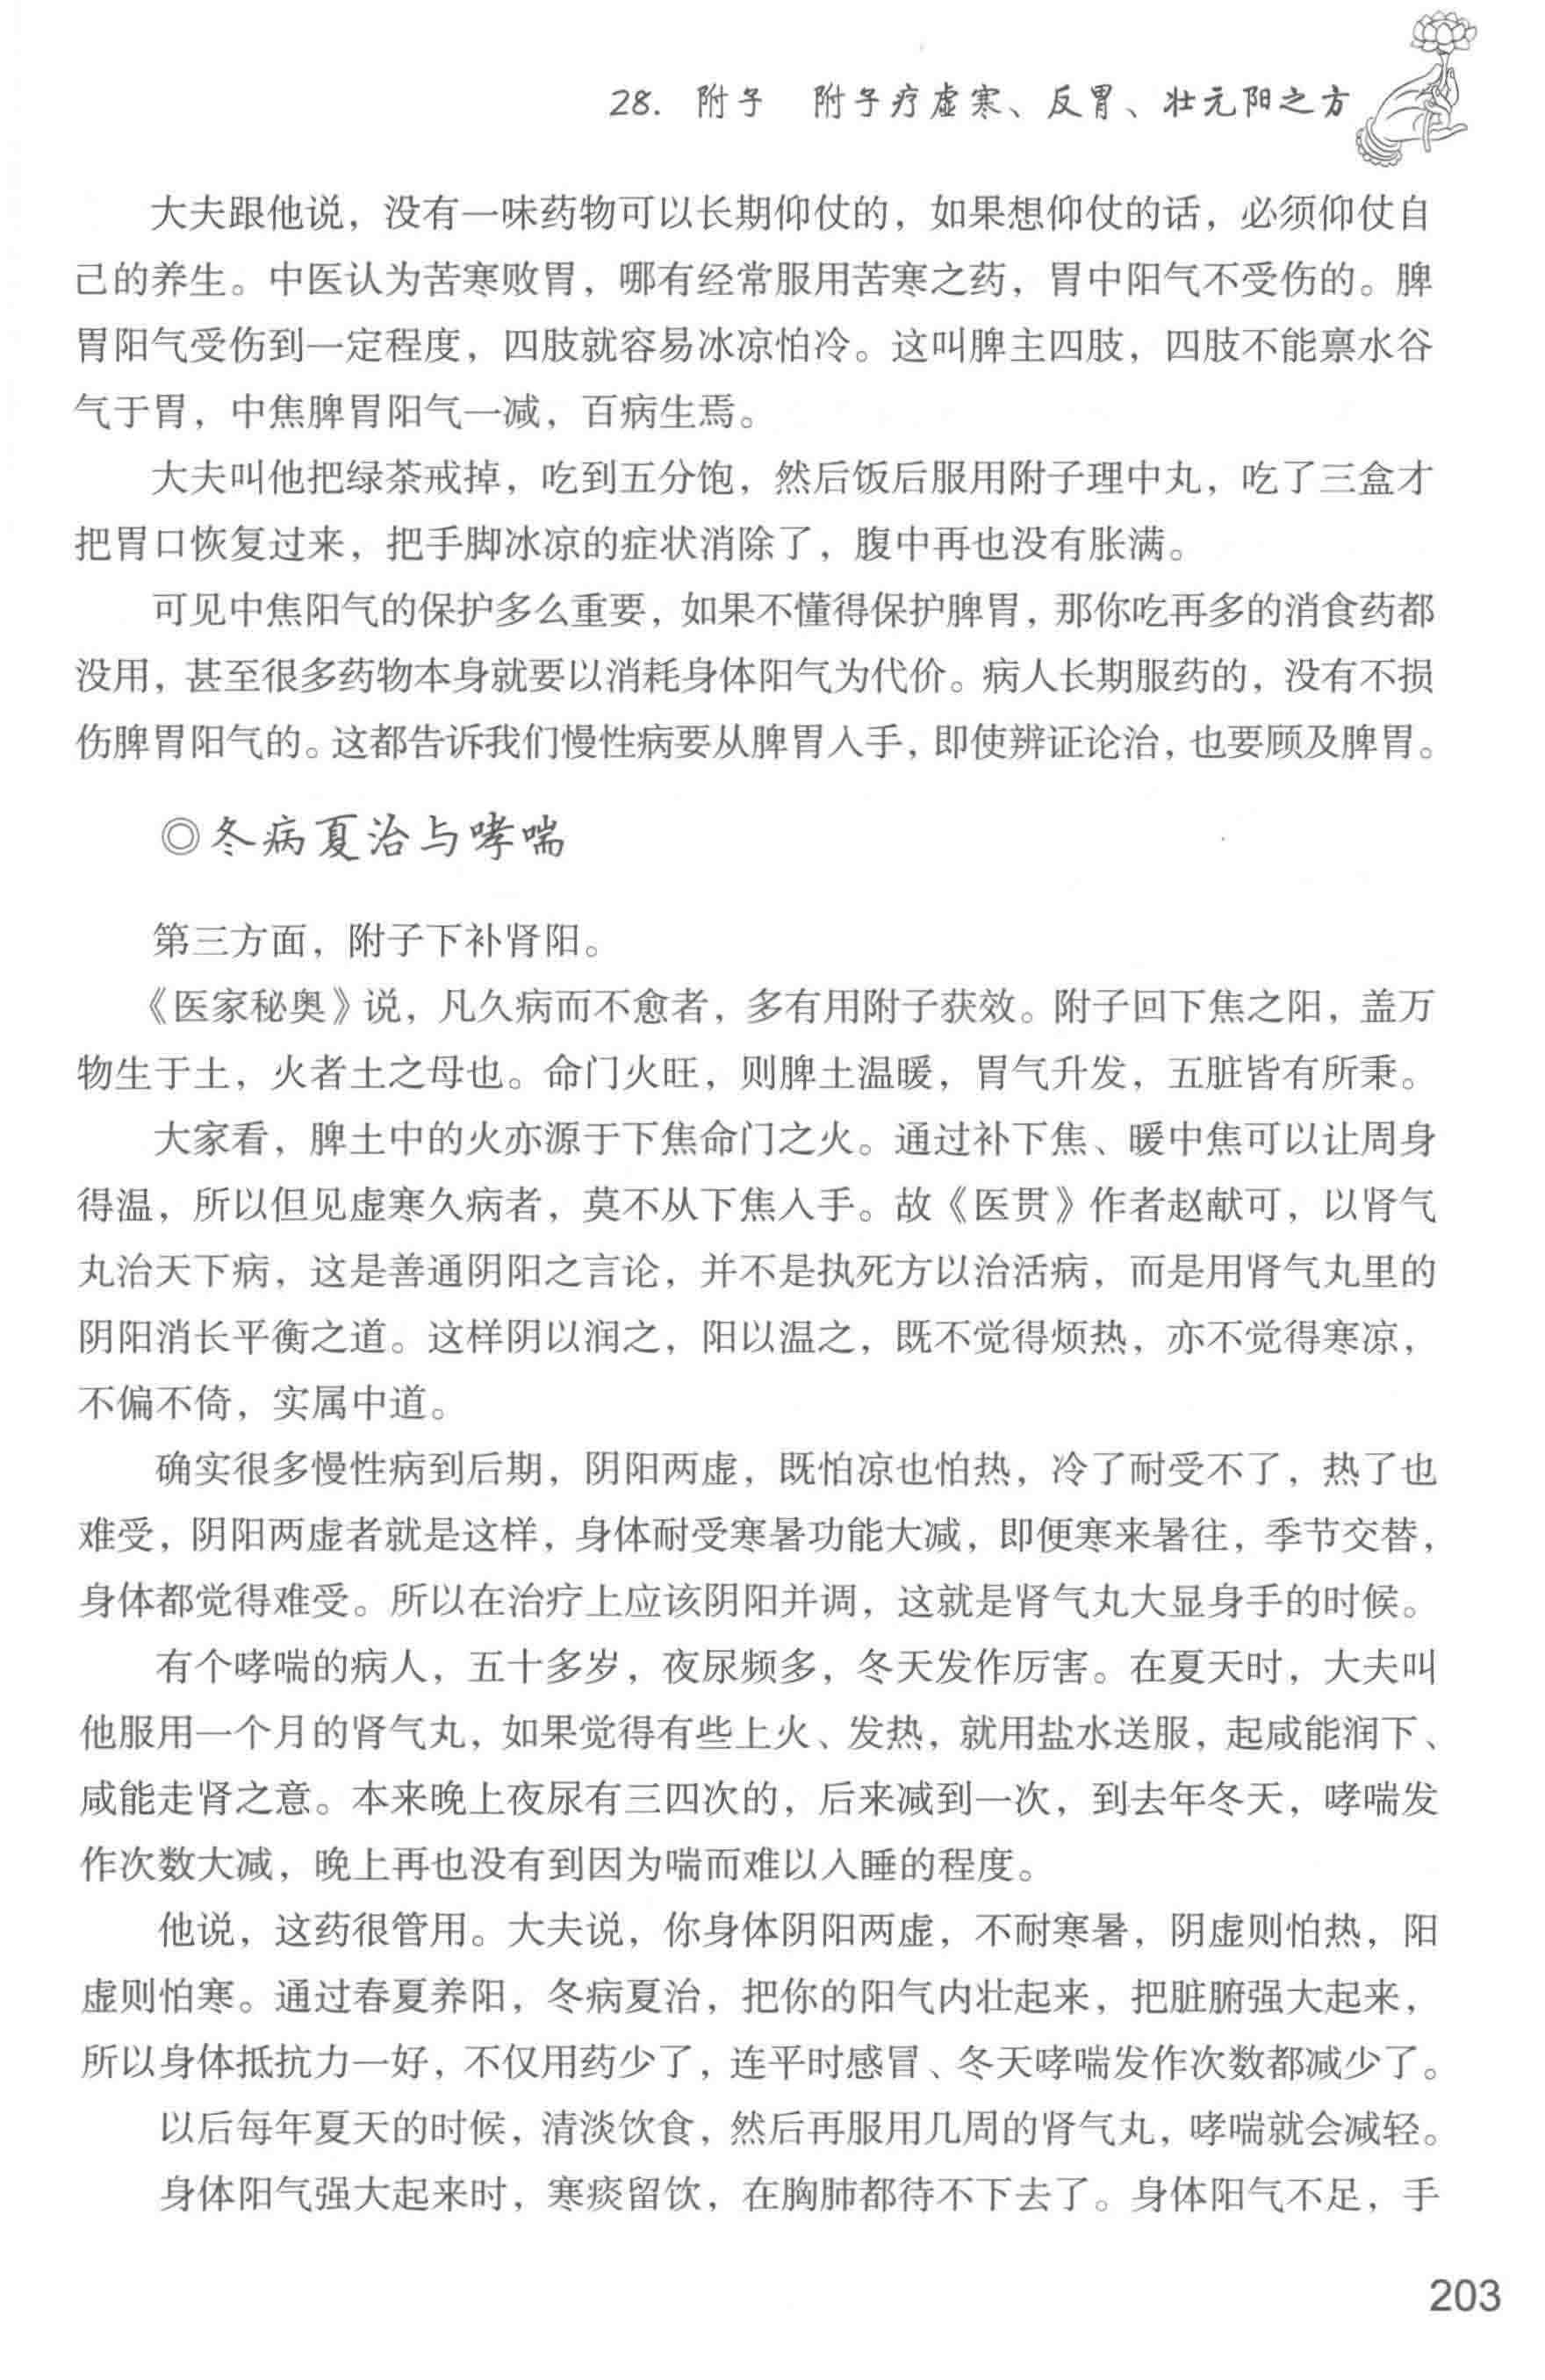 28. 附子 附子疗虚寒、反胃、壮元阳之方
大夫跟他说，没有一味药物可以长期仰仗的，如果想仰仗的话，必须仰仗自
己的养生。中医认为苦寒败胃，哪有经常服用苦寒之药，胃中阳气不受伤的。脾
胃阳气受伤到一定程度，四肢就容易冰凉怕冷。这叫脾主四肢，四肢不能禀水谷
气于胃，中焦脾胃阳气一减，百病生焉。
大夫叫他把绿茶戒掉，吃到五分饱，然后饭后服用附子理中丸，吃了三盒才
把胃口恢复过来，把手脚冰凉的症状消除了，腹中再也没有胀满。
可见中焦阳气的保护多么重要，如果不懂得保护脾胃，那你吃再多的消食药都
没用，甚至很多药物本身就要以消耗身体阳气为代价。病人长期服药的，没有不损
伤脾胃阳气的。这都告诉我们慢性病要从脾胃入手，即使辨证论治，也要顾及脾胃。
◎冬病夏治与哮喘
第三方面，附子下补肾阳。
《医家秘奥》说，凡久病而不愈者，多有用附子获效。附子回下焦之阳，盖万
物生于土，火者土之母也。命门火旺，则脾土温暖，胃气升发，五脏皆有所秉。
大家看，脾土中的火亦源于下焦命门之火。通过补下焦、暖中焦可以让周身
得温，所以但见虚寒久病者，莫不从下焦入手。故《医贯》作者赵献可，以肾气
丸治天下病，这是善通阴阳之言论，并不是执死方以治活病，而是用肾气丸里的
阴阳消长平衡之道。这样阴以润之，阳以温之，既不觉得烦热，亦不觉得寒凉，
不偏不倚，实属中道。
确实很多慢性病到后期，阴阳两虚，既怕凉也怕热，冷了耐受不了，热了也
难受，阴阳两虚者就是这样，身体耐受寒暑功能大减，即便寒来暑往，季节交替，
身体都觉得难受。所以在治疗上应该阴阳并调，这就是肾气丸大显身手的时候。
有个哮喘的病人，五十多岁，夜尿频多，冬天发作厉害。在夏天时，大夫叫
他服用一个月的肾气丸，如果觉得有些上火、发热，就用盐水送服，起咸能润下、
咸能走肾之意。本来晚上夜尿有三四次的，后来减到一次，到去年冬天，哮喘发
作次数大减，晚上再也没有到因为喘而难以入睡的程度。
他说，这药很管用。大夫说，你身体阴阳两虚，不耐寒暑，阴虚则怕热，阳
虚则怕寒。通过春夏养阳，冬病夏治，把你的阳气内壮起来，把脏腑强大起来，
所以身体抵抗力一好，不仅用药少了，连平时感冒、冬天哮喘发作次数都减少了。
以后每年夏天的时候，清淡饮食，然后再服用几周的肾气丸，哮喘就会减轻。
身体阳气强大起来时，寒痰留饮，在胸肺都待不下去了。身体阳气不足，手
203